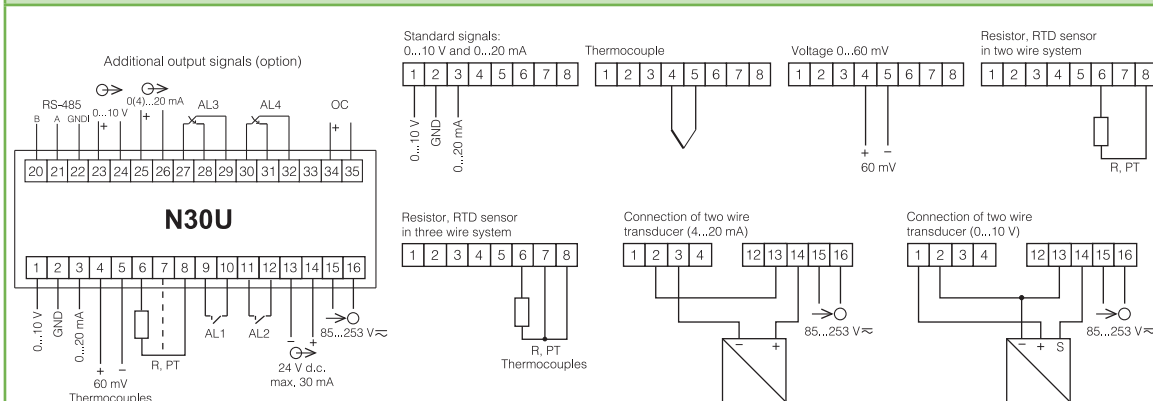 Additional output signals (option)
RS-485
B A GNDI
0...10 V
+
0(4)...20 mA
+
AL3
AL4
OC
+
20 21 22 23 24 25 26 27 28 29 30 31 32 33 34 35
N30U
1 2 3 4 5 6 7 8 9 10 11 12 13 14 15 16
0...10 V
GND
0...20 mA
+ −
60 mV
Thermocouples
R, PT
AL1
AL2
− +
24 V d.c.
max, 30 mA
85...253 V
Standard signals:
0...10 V and 0...20 mA
1 2 3 4 5 6 7 8
0...10 V
GND
0...20 mA
Thermocouple
1 2 3 4 5 6 7 8
Voltage 0...60 mV
1 2 3 4 5 6 7 8
+ −
60 mV
Resistor, RTD sensor
in two wire system
1 2 3 4 5 6 7 8
R, PT
Resistor, RTD sensor
in three wire system
1 2 3 4 5 6 7 8
R, PT
Thermocouples
Connection of two wire
transducer (4...20 mA)
1 2 3 4
12 13 14 15 16
85...253 V
− +
Connection of two wire
transducer (0...10 V)
1 2 3 4
12 13 14 15 16
85...253 V
− + S